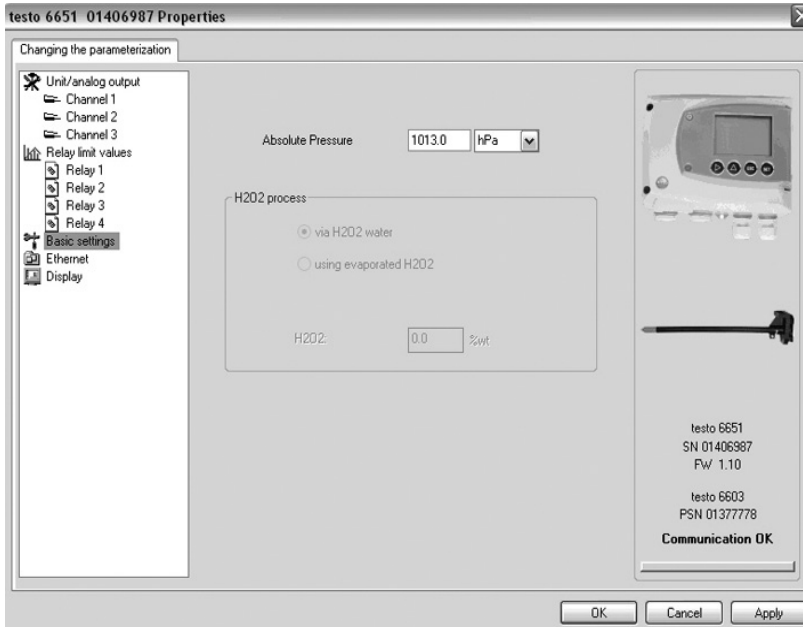 testo 6651 01406987 Properties
Changing the parameterization
Unit/analog output
Channel 1
Channel 2
Channel 3
Relay limit values
Relay 1
Relay 2
Relay 3
Relay 4
Basic settings
Ethernet
Display
Absolute Pressure 1013.0 hPa
H2O2 process
via H2O2 water
using evaporated H2O2
H2O2: 0.0 %wt
testo 6651
SN 01406987
FW 1.10
testo 6603
PSN 01377778
Communication OK
OK Cancel Apply